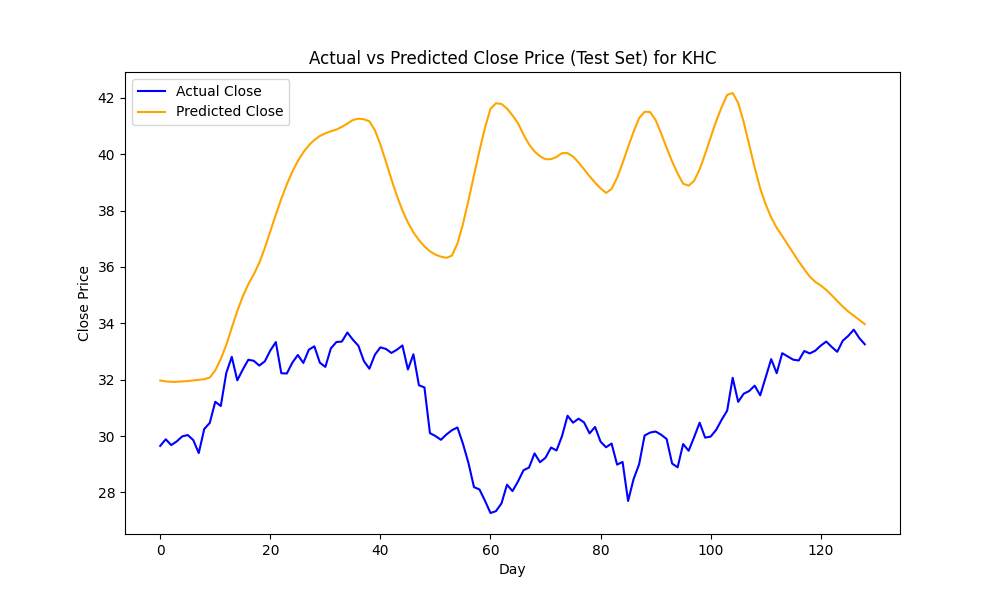 Actual vs Predicted Close Price (Test Set) for KHC
Actual Close
Predicted Close
Close Price
42
40
38
36
34
32
30
28
0 20 40 60 80 100 120
Day